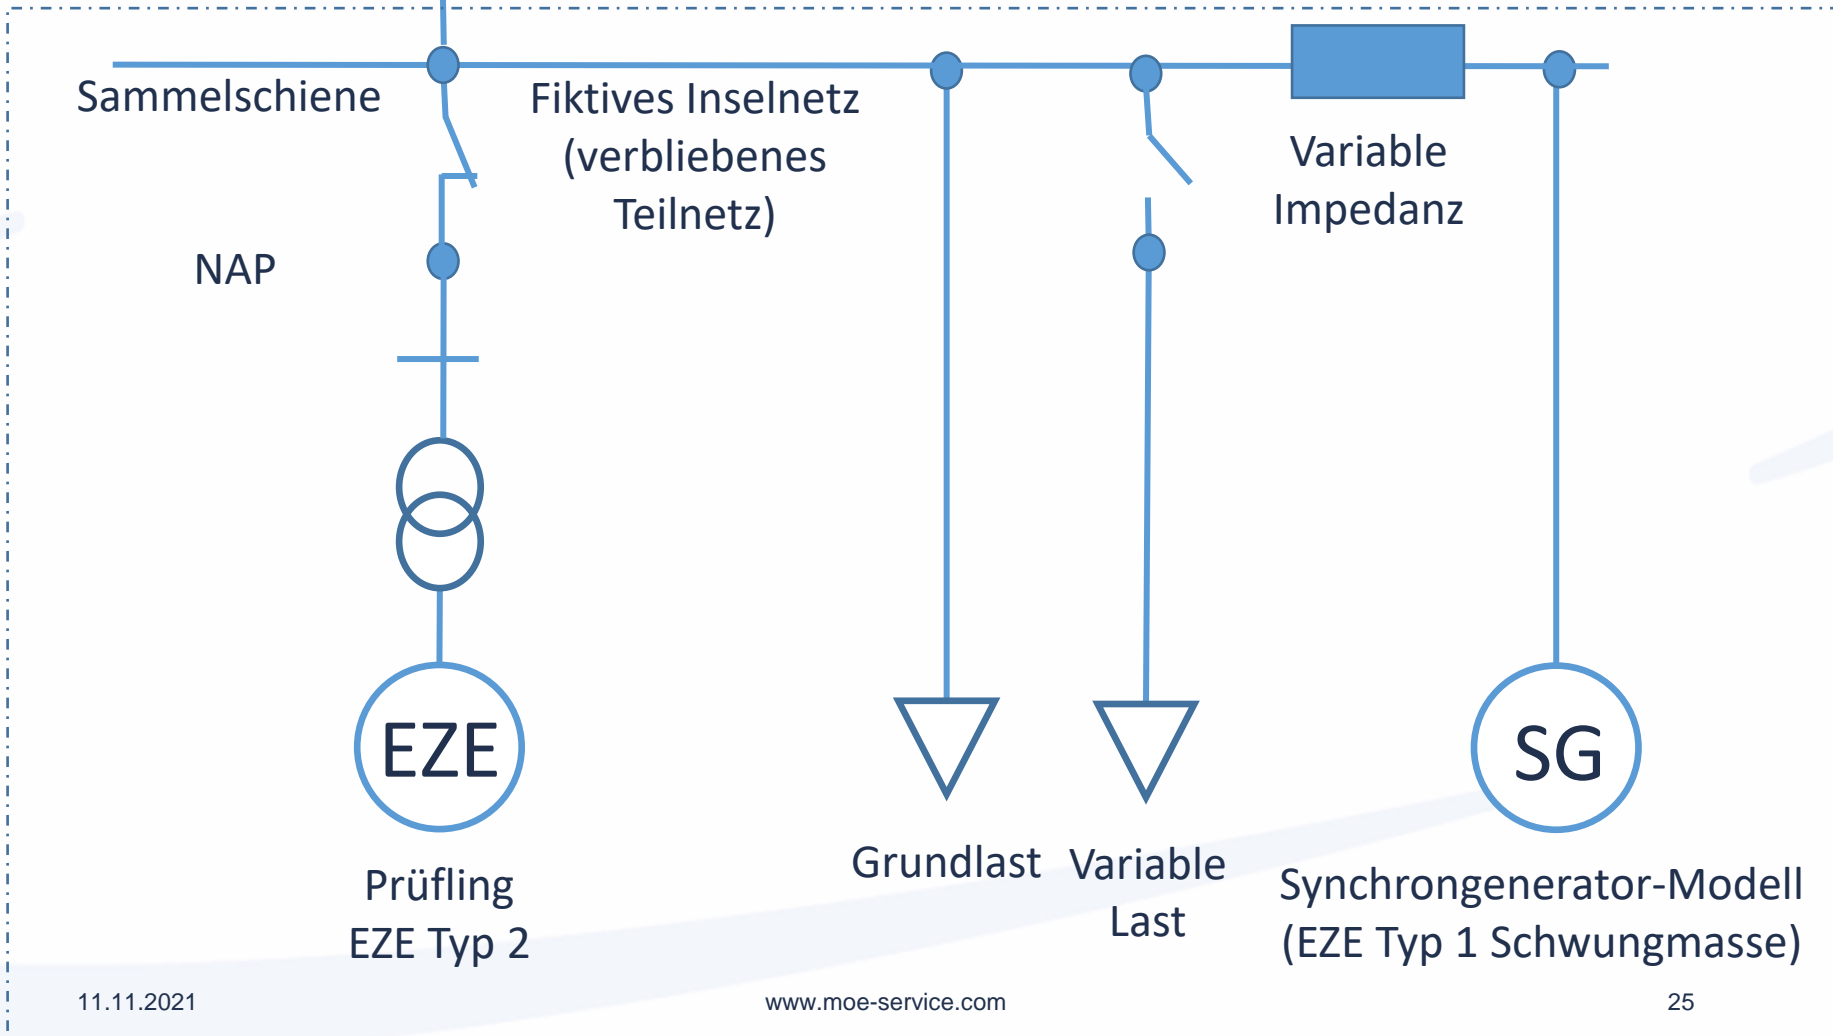 Sammelschiene
Fiktives Inselnetz
(verbliebenes
Teilnetz)
Variable
Impedanz
NAP
EZE
SG
Prüfling
EZE Typ 2
Grundlast
Variable
Last
Synchrongenerator-Modell
(EZE Typ 1 Schwungmasse)
11.11.2021
www.moe-service.com
25